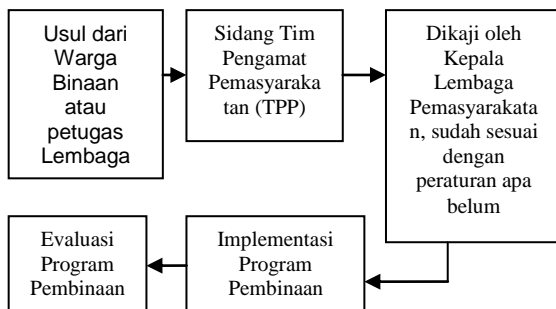 Usul dari
Warga
Binaan
atau
petugas
Lembaga
Sidang Tim
Pengamat
Pemasyaraka
tan (TPP)
Dikaji oleh
Kepala
Lembaga
Pemasyarakata
n, sudah sesuai
dengan
peraturan apa
belum
Implementasi
Program
Pembinaan
Evaluasi
Program
Pembinaan